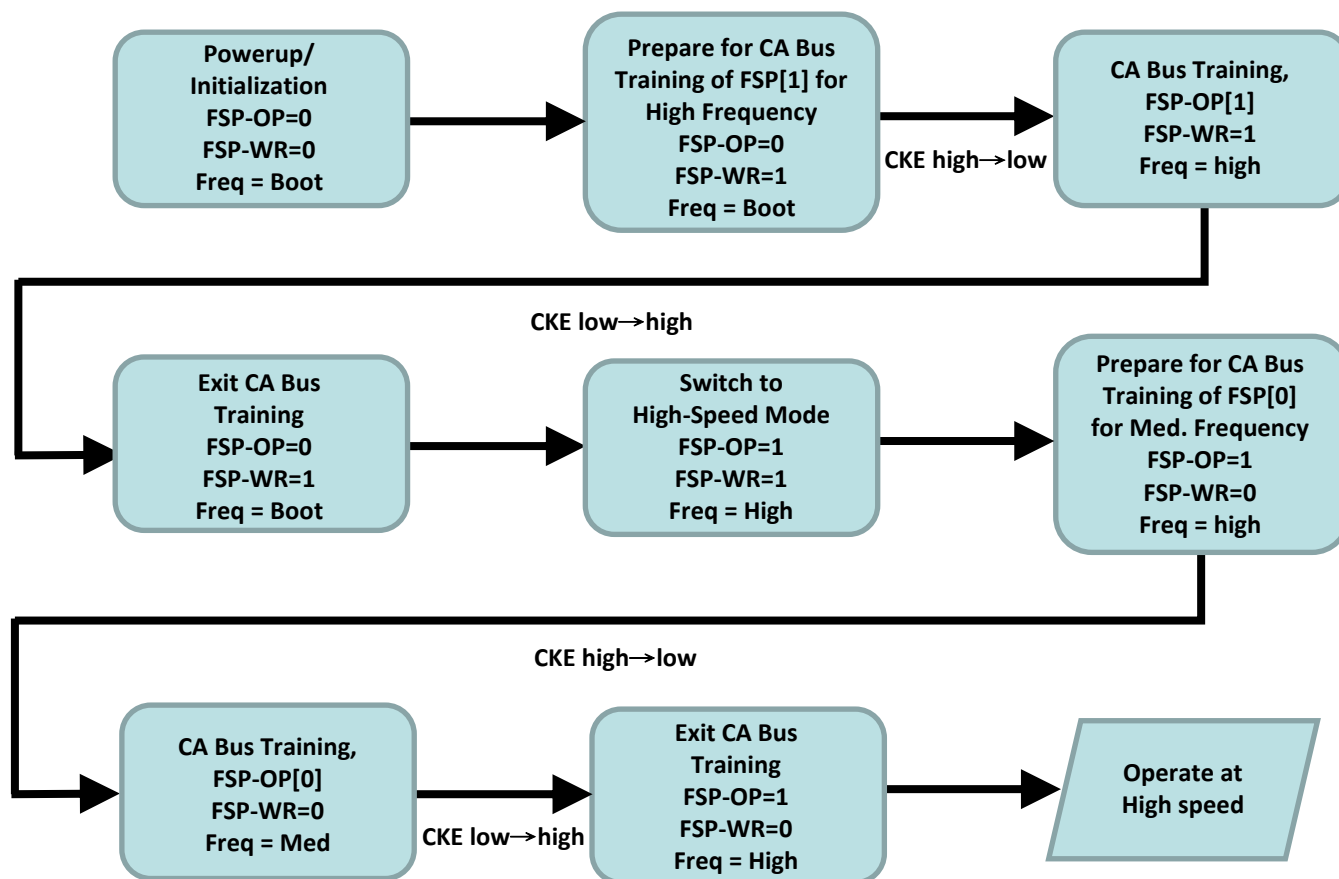 Powerup/
Initialization
FSP-OP=0
FSP-WR=0
Freq = Boot
Prepare for CA Bus
Training of FSP[1] for
High Frequency
FSP-OP=0
FSP-WR=1
Freq = Boot
CKE high→low
CA Bus Training,
FSP-OP[1]
FSP-WR=1
Freq = high
CKE low→high
Exit CA Bus
Training
FSP-OP=0
FSP-WR=1
Freq = Boot
Switch to
High-Speed Mode
FSP-OP=1
FSP-WR=1
Freq = High
Prepare for CA Bus
Training of FSP[0]
for Med. Frequency
FSP-OP=1
FSP-WR=0
Freq = high
CKE high→low
CA Bus Training,
FSP-OP[0]
FSP-WR=0
Freq = Med
CKE low→high
Exit CA Bus
Training
FSP-OP=1
FSP-WR=0
Freq = High
Operate at
High speed